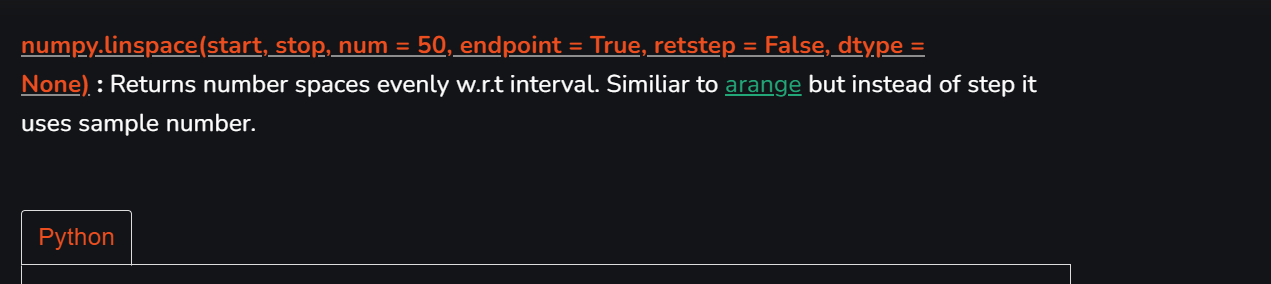 numpy.linspace(start, stop, num = 50, endpoint = True, retstep = False, dtype =
None) : Returns number spaces evenly w.r.t interval. Similiar to arange but instead of step it
uses sample number.
Python